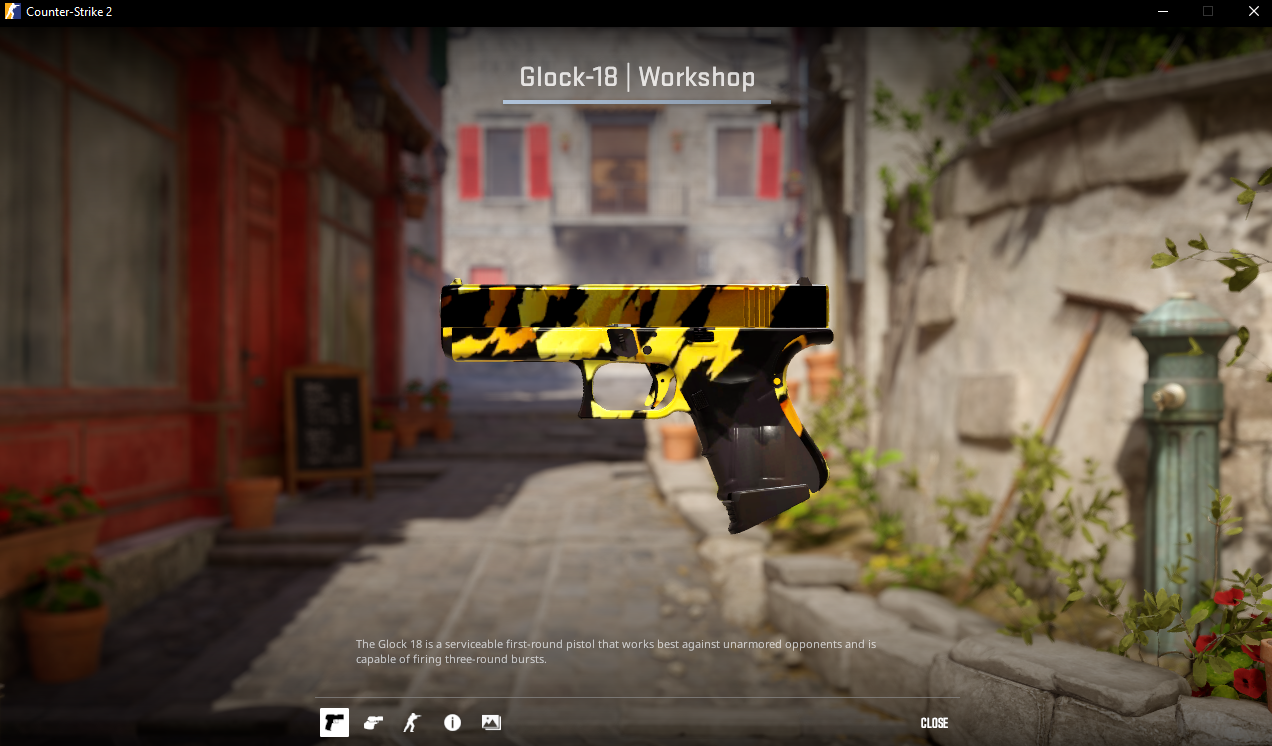 Counter-Strike 2
Glock-18 | Workshop
The Glock 18 is a serviceable first-round pistol that works best against unarmored opponents and is
capable of firing three-round bursts.
CLOSE